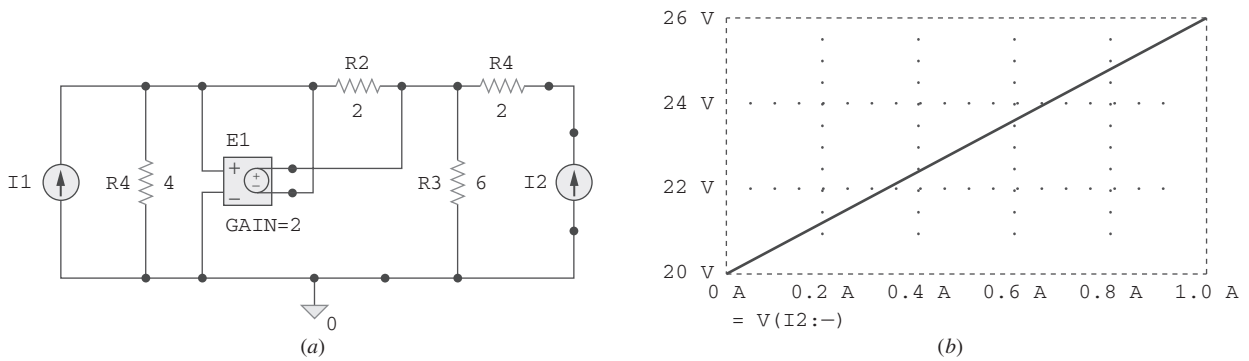 R2
R4
2
2
E1
+
+
−
−
I1
R4
4
R3
6
I2
GAIN=2
0
(a)
26 V
24 V
22 V
20 V
0 A
0.2 A
0.4 A
0.6 A
0.8 A
1.0 A
= V(I2:−)
(b)